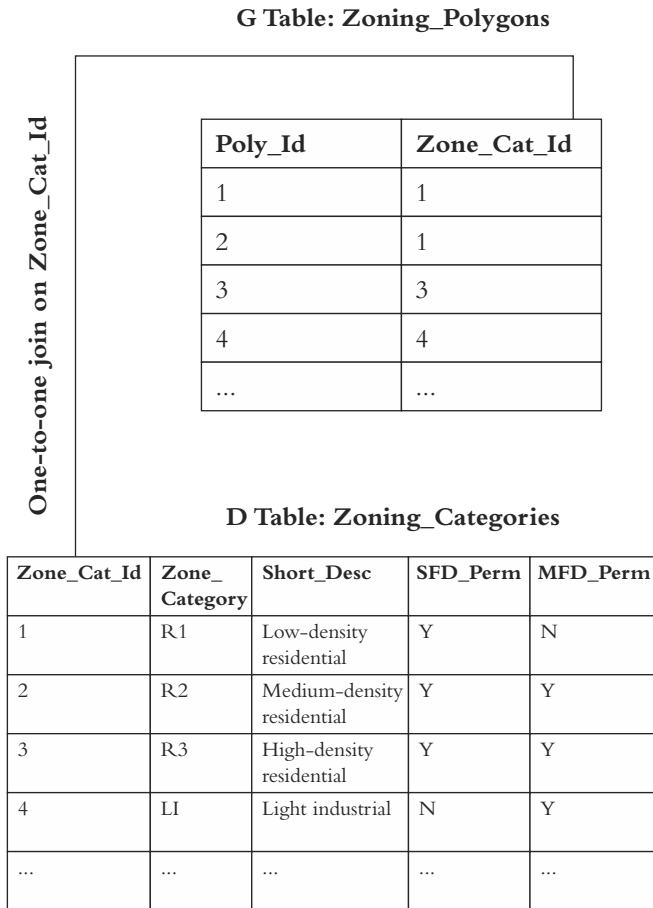 G Table: Zoning_Polygons
One-to-one join on Zone_Cat_Id
Poly_Id Zone_Cat_Id
1 1
2 1
3 3
4 4
... ...
D Table: Zoning_Categories
Zone_Cat_Id Zone_ Short_Desc SFD_Perm MFD_Perm
Category
1 R1 Low-density Y N
residential
2 R2 Medium-density Y Y
residential
3 R3 High-density Y Y
residential
4 LI Light industrial N Y
... ... ... ... ...